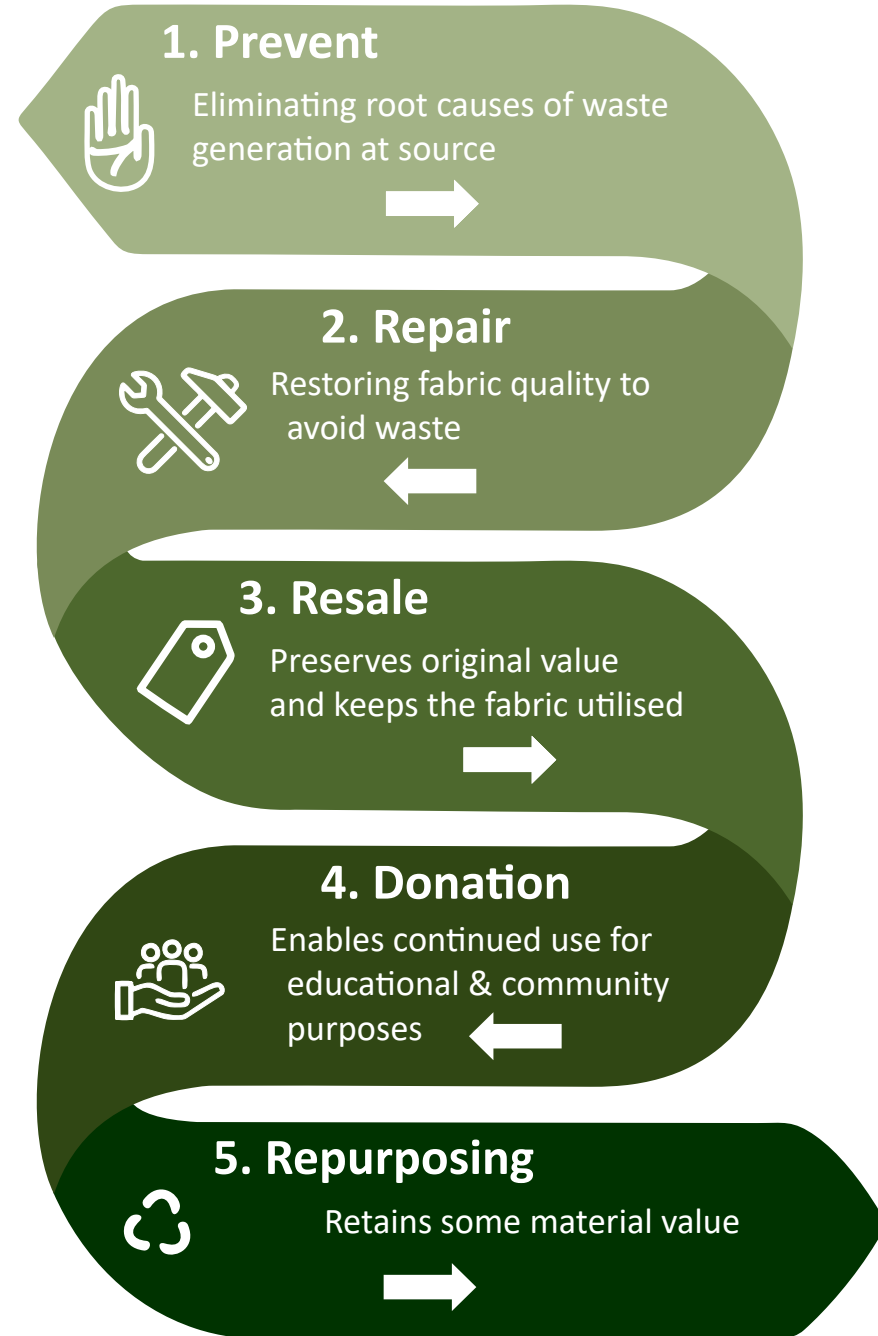 1. Prevent
Eliminating root causes of waste
generation at source
2. Repair
Restoring fabric quality to
avoid waste
3. Resale
Preserves original value
and keeps the fabric utilised
4. Donation
Enables continued use for
educational & community
purposes
5. Repurposing
Retains some material value